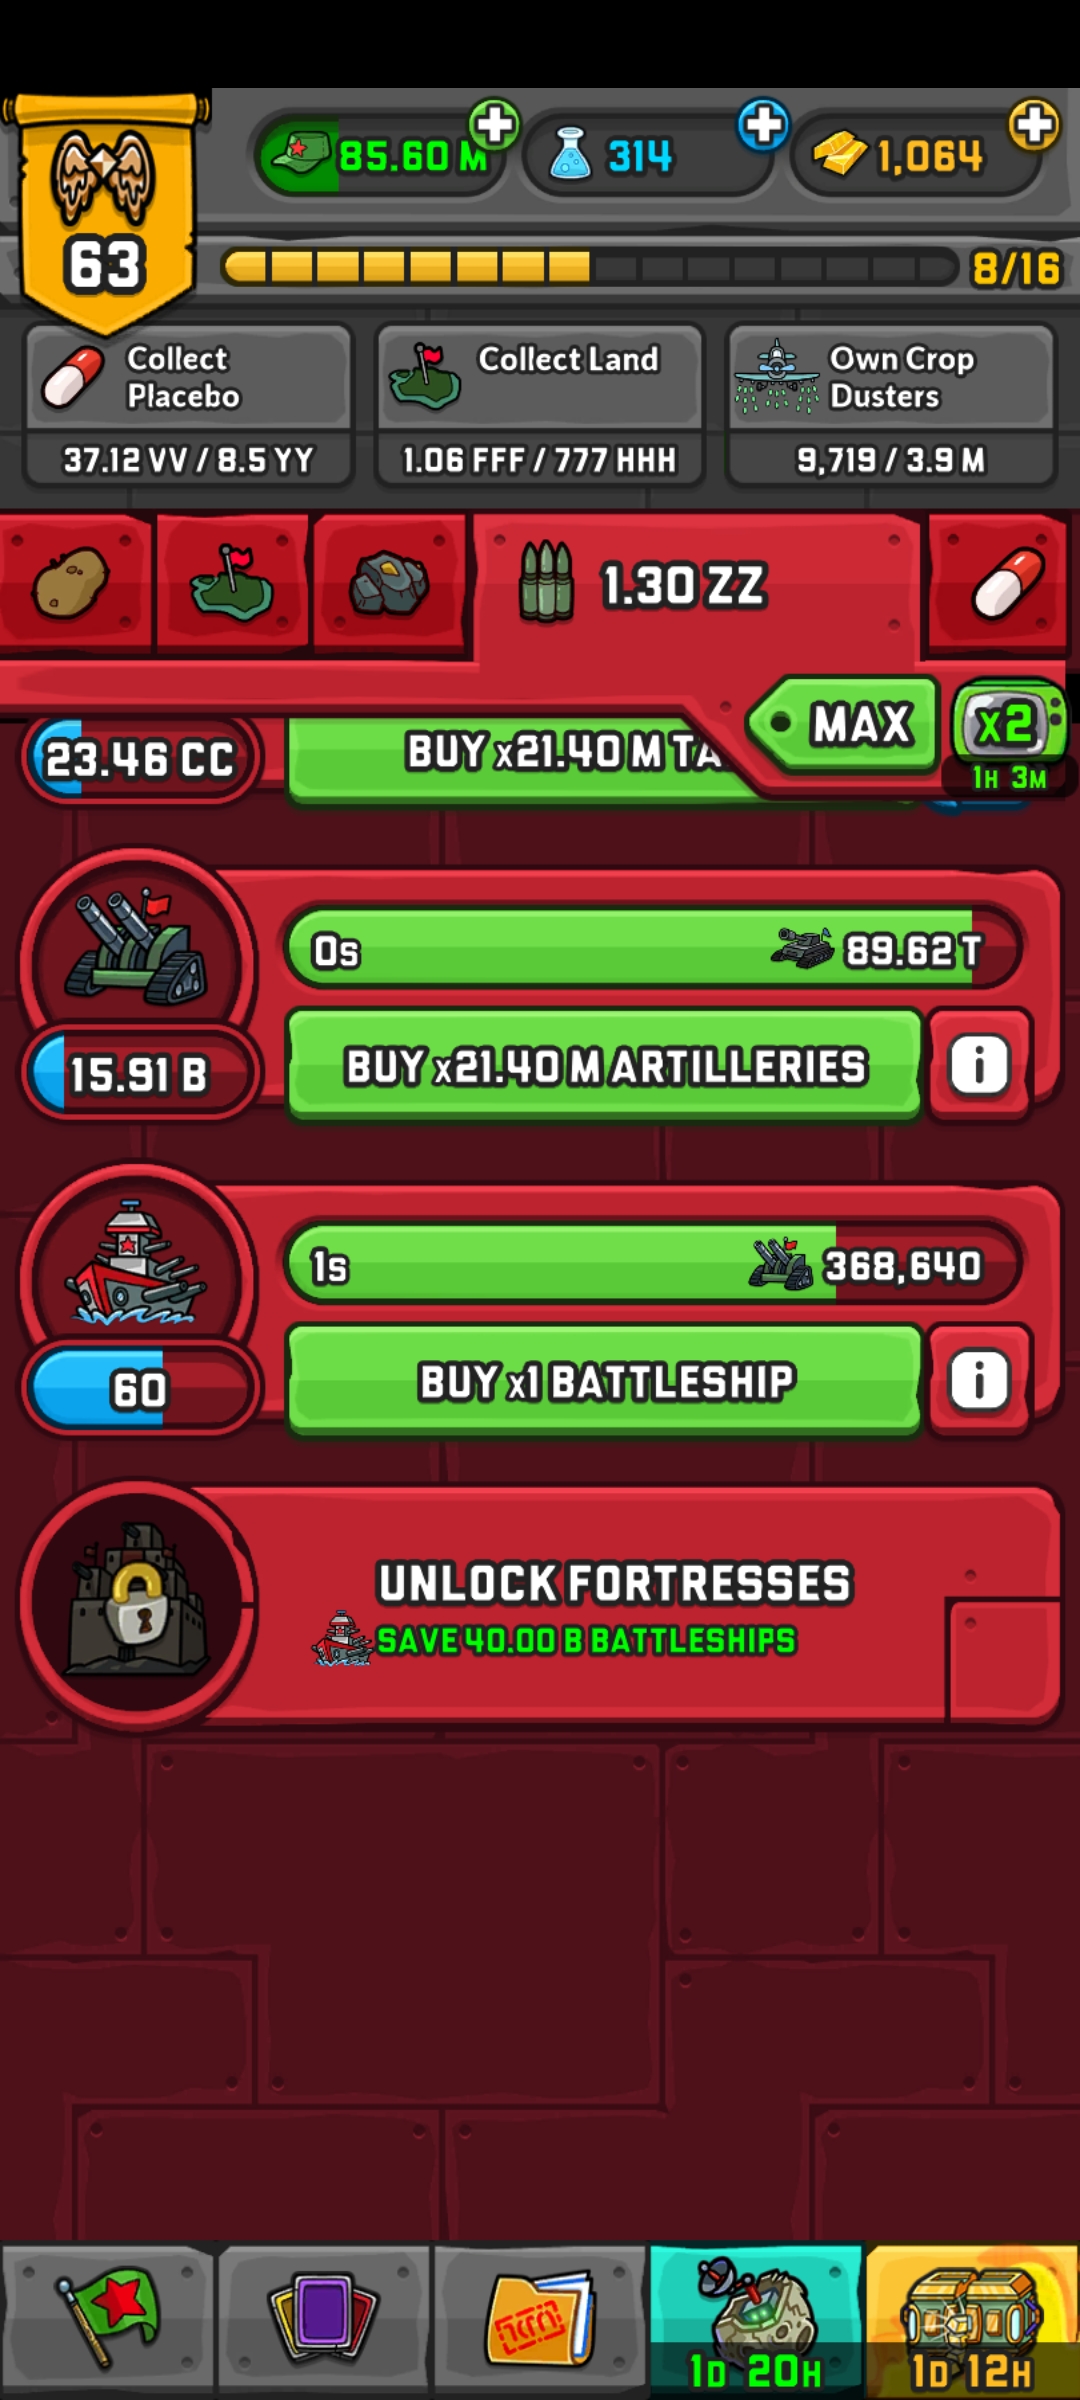 85.60 M
314
1,064
63
8/16
Collect
Placebo
37.12 VV / 8.5 YY
Collect Land
1.06 FFF / 777 HHH
Own Crop
Dusters
9,719 / 3.9 M
1.30 ZZ
MAX
x2
1H 3M
23.46 CC
BUY x21.40 M TA
0s
89.62 T
15.91 B
BUY x21.40 M ARTILLERIES
i
1s
368,640
60
BUY x1 BATTLESHIP
i
UNLOCK FORTRESSES
SAVE 40.00 B BATTLESHIPS
1D 20H
1D 12H